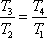 T₃/T₂ = T₄/T₁